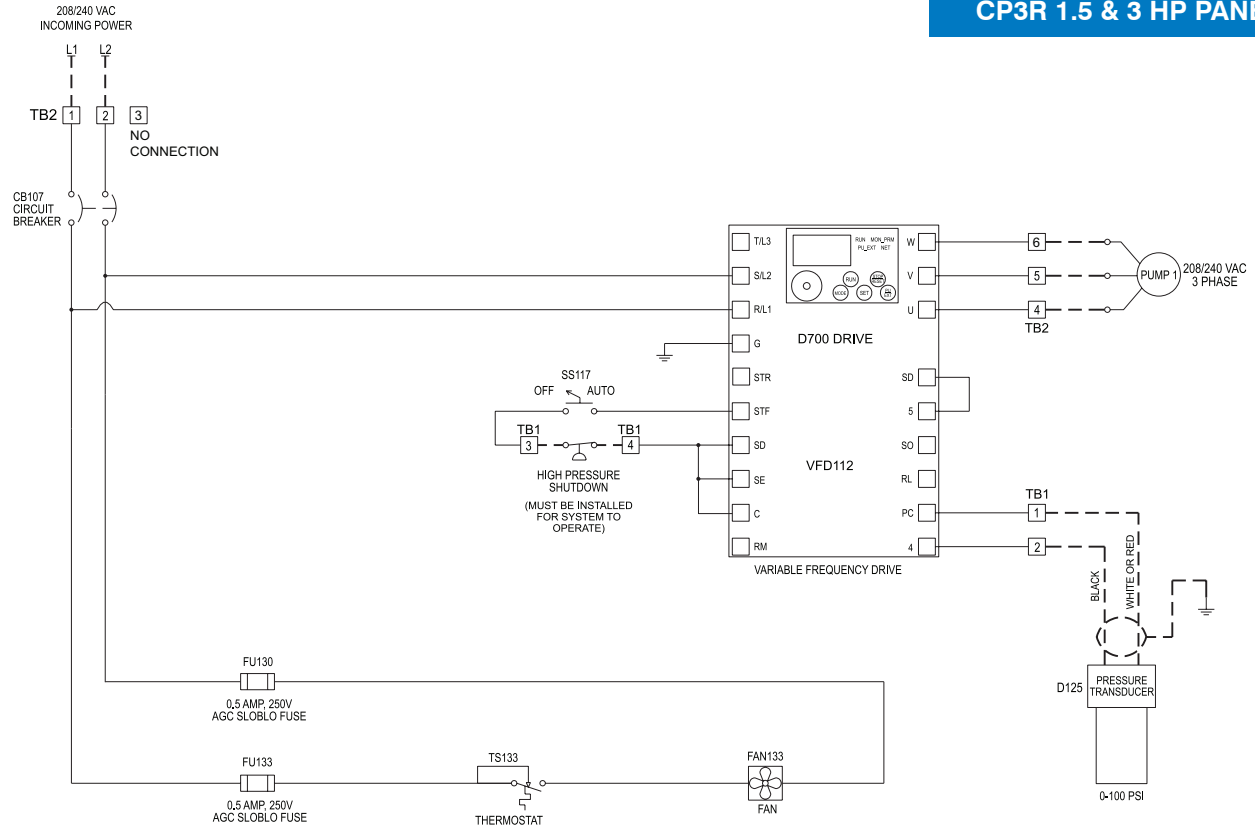 CP3R 1.5 & 3 HP PANE
208/240 VAC
INCOMING POWER
L1 L2
TB2 1 2 3
NO
CONNECTION
CB107
CIRCUIT
BREAKER
T/L3
S/L2
R/L1
G
STR
STF
SD
SE
C
RM
RUN MON_PRM
PU_EXT NET
RUN
STOP
RESET
MODE
SET
PU
EXT
D700 DRIVE
VFD112
W
V
U
SD
5
SO
RL
PC
4
VARIABLE FREQUENCY DRIVE
6
5
4
TB2
PUMP 1
208/240 VAC
3 PHASE
SS117
OFF AUTO
TB1 TB1
3 4
HIGH PRESSURE
SHUTDOWN
(MUST BE INSTALLED
FOR SYSTEM TO
OPERATE)
TB1
1
2
BLACK
WHITE OR RED
D125
PRESSURE
TRANSDUCER
0-100 PSI
FU130
0.5 AMP, 250V
AGC SLOBLO FUSE
FU133
0.5 AMP, 250V
AGC SLOBLO FUSE
TS133
THERMOSTAT
FAN133
FAN